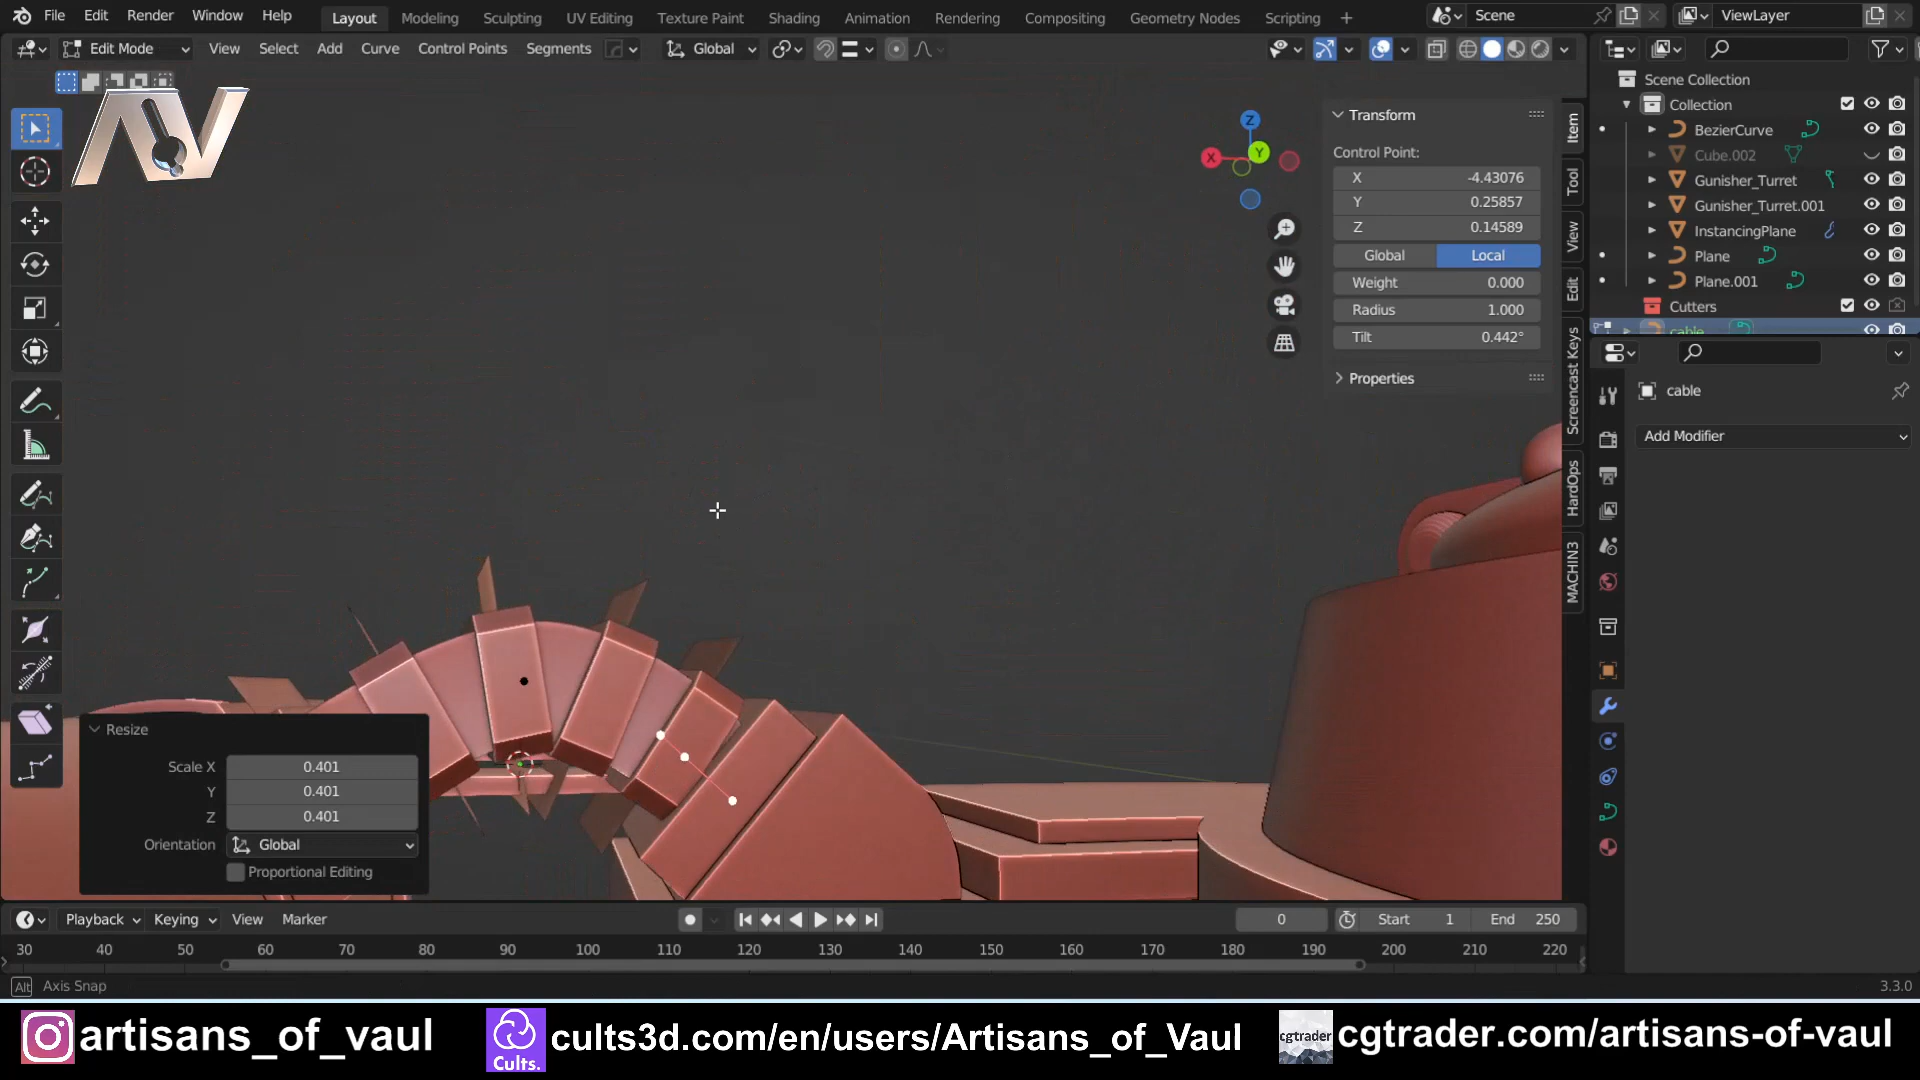 File Edit Render Window Help Layout Modeling Sculpting UV Editing Texture Paint Shading Animation Rendering Compositing Geometry Nodes Scripting + Scene ViewLayer
Edit Mode View Select Add Curve Control Points Segments Global
Scene Collection
Collection
BezierCurve
Cube.002
Gunisher_Turret
Gunisher_Turret.001
InstancingPlane
Plane
Plane.001
Cutters
cable
AV
Z
X
Y
Transform
Control Point:
X -4.43076
Y 0.25857
Z 0.14589
Global Local
Weight 0.000
Radius 1.000
Tilt 0.442°
Properties
Item
Tool
View
Edit
Screencast Keys
HardOps
MACHIN3
cable
Add Modifier
Resize
Scale X 0.401
Y 0.401
Z 0.401
Orientation Global
Proportional Editing
Playback Keying View Marker 0 Start 1 End 250
30 40 50 60 70 80 90 100 110 120 130 140 150 160 170 180 190 200 210 220
Alt Axis Snap 3.3.0
artisans_of_vaul Cults. cults3d.com/en/users/Artisans_of_Vaul cgtrader cgtrader.com/artisans-of-vaul